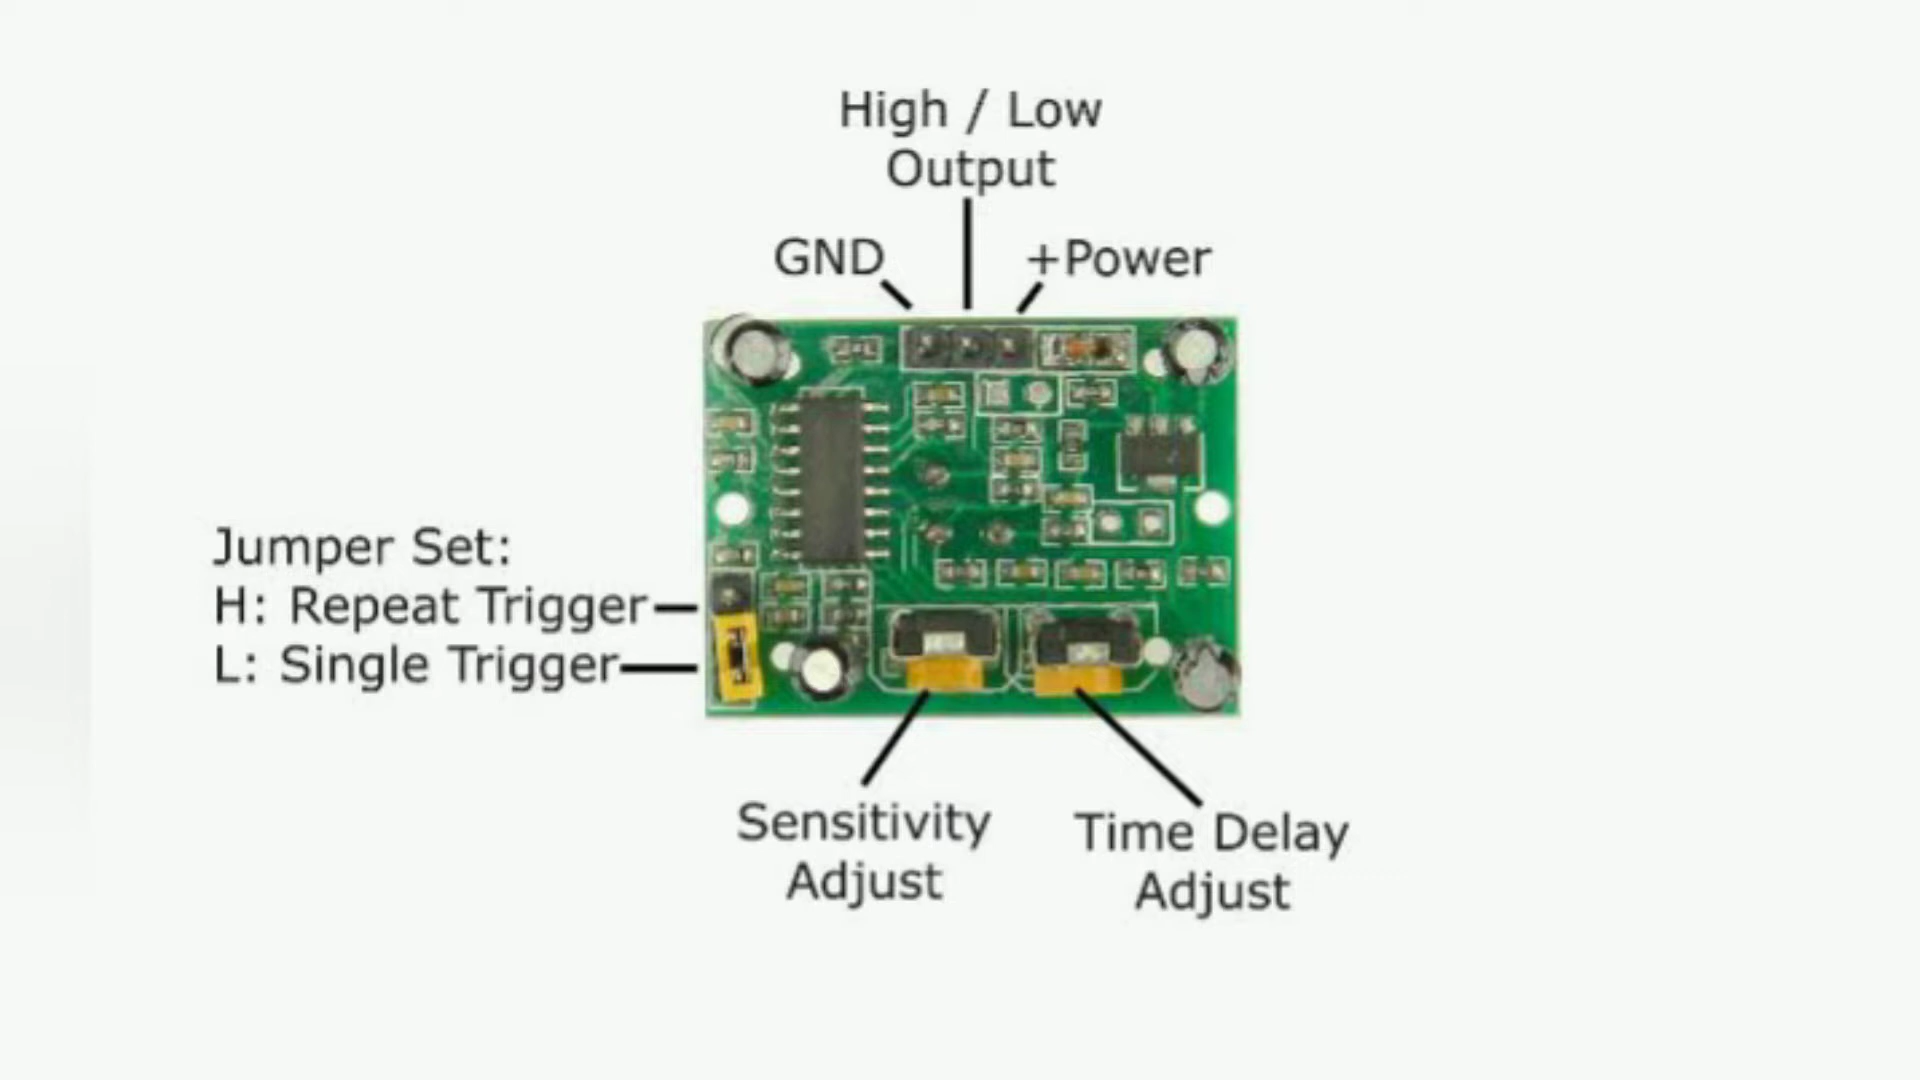 High / Low
Output
GND
+Power
Jumper Set:
H: Repeat Trigger
L: Single Trigger
Sensitivity
Adjust
Time Delay
Adjust